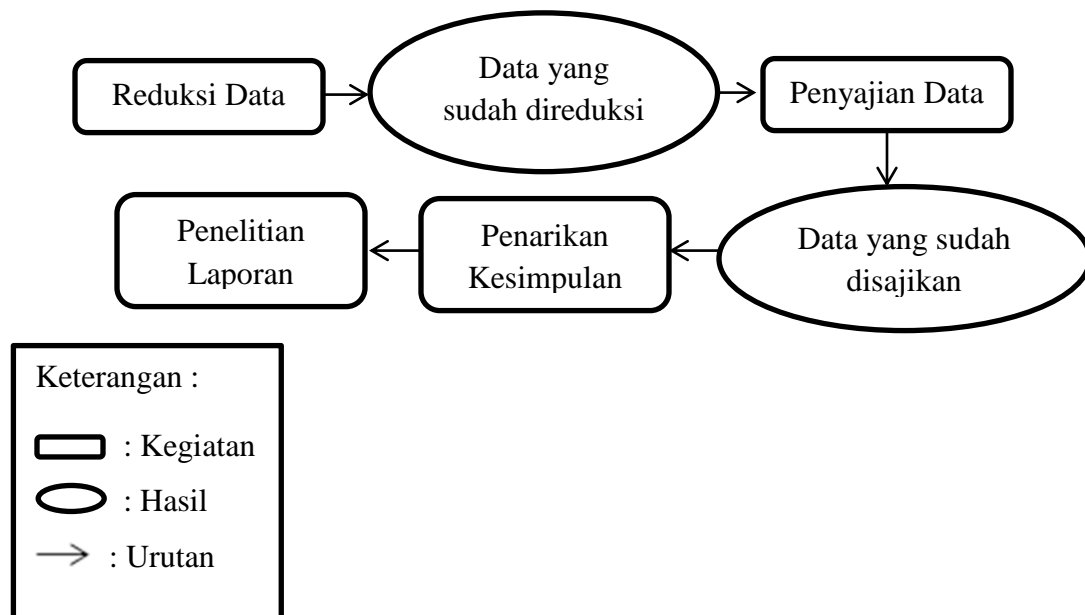 Reduksi Data
Data yang
sudah direduksi
Penyajian Data
Data yang sudah
disajikan
Penarikan
Kesimpulan
Penelitian
Laporan
Keterangan :
: Kegiatan
: Hasil
: Urutan